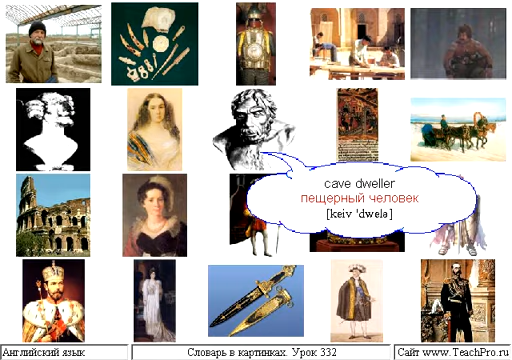 cave dweller
пещерный человек
[keiv 'dwelə]
Английский язык
Словарь в картинках. Урок 332
Сайт www.TeachPro.ru